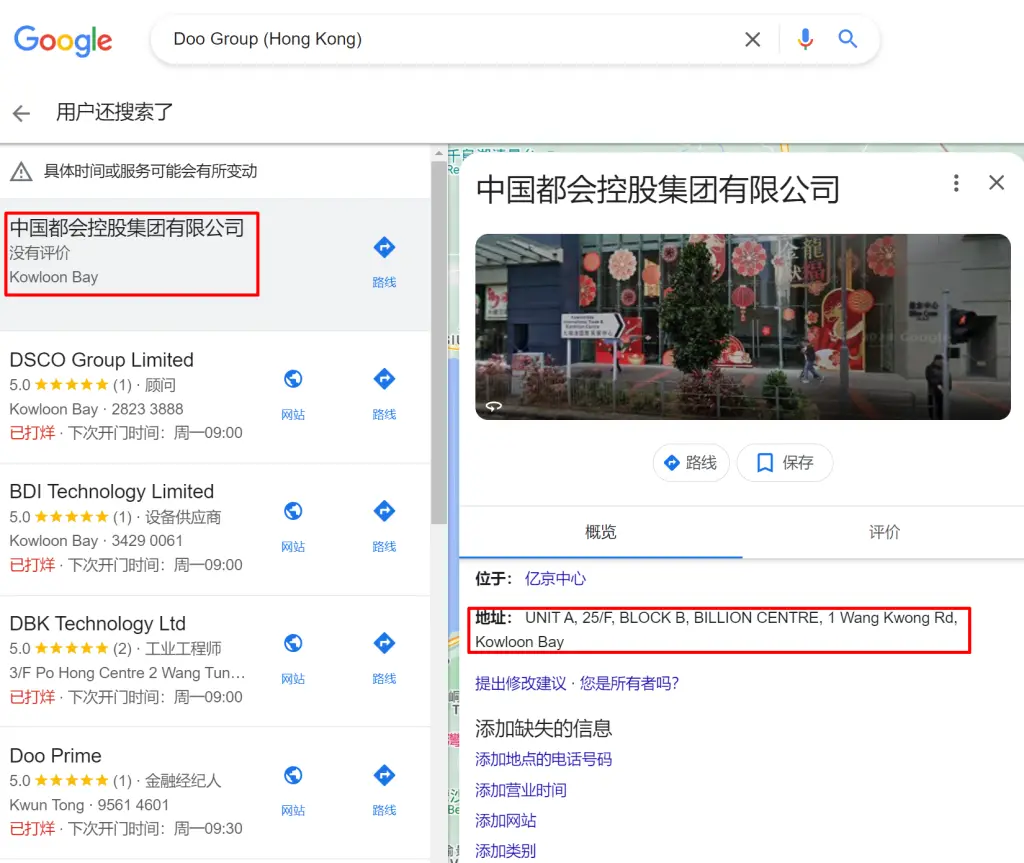 Google
Doo Group (Hong Kong)
用户还搜索了
具体时间或服务可能会有所变动
中国都会控股集团有限公司
没有评价
Kowloon Bay
路线
DSCO Group Limited
5.0 ★★★★★ (1) · 顾问
Kowloon Bay · 2823 3888
已打烊 · 下次开门时间：周一09:00
网站
路线
BDI Technology Limited
5.0 ★★★★★ (1) · 设备供应商
Kowloon Bay · 3429 0061
已打烊 · 下次开门时间：周一09:00
网站
路线
DBK Technology Ltd
5.0 ★★★★★ (2) · 工业工程师
3/F Po Hong Centre 2 Wang Tun…
已打烊 · 下次开门时间：周一09:00
网站
路线
Doo Prime
5.0 ★★★★★ (1) · 金融经纪人
Kwun Tong · 9561 4601
已打烊 · 下次开门时间：周一09:30
网站
路线
中国都会控股集团有限公司
路线
保存
概览
评价
位于： 亿京中心
地址： UNIT A, 25/F, BLOCK B, BILLION CENTRE, 1 Wang Kwong Rd,
Kowloon Bay
提出修改建议 · 您是所有者吗?
添加缺失的信息
添加地点的电话号码
添加营业时间
添加网站
添加类别